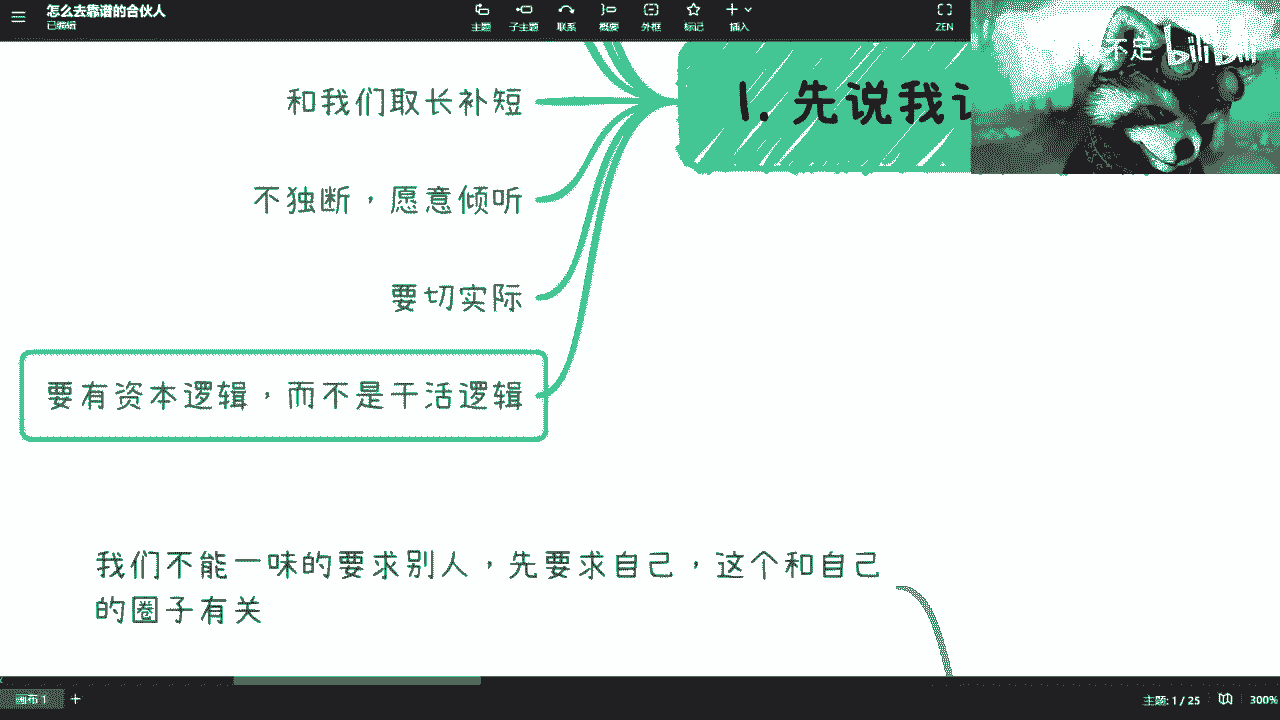 怎么去靠谱的合伙人
已编辑
主题
子主题
联系
概要
外框
标记
插入
ZEN
不足 bilibili
1. 先说我
和我们取长补短
不独断，愿意倾听
要切实际
要有资本逻辑，而不是干活逻辑
我们不能一味的要求别人，先要求自己，这个和自己
的圈子有关
画布 1
主题: 1 / 25
300%